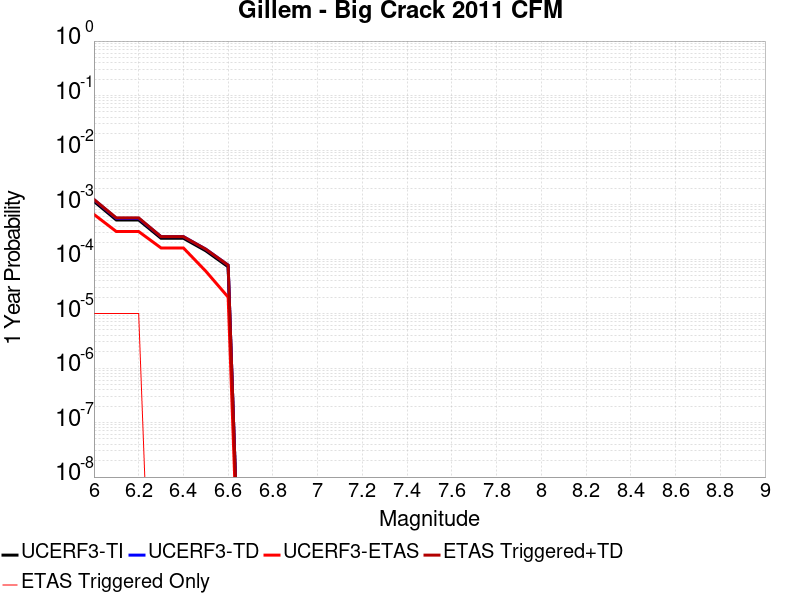 Gillem - Big Crack 2011 CFM
10 0
10 -1
10 -2
10 -3
10 -4
10 -5
10 -6
10 -7
10 -8
1 Year Probability
6 6.2 6.4 6.6 6.8 7 7.2 7.4 7.6 7.8 8 8.2 8.4 8.6 8.8 9
Magnitude
UCERF3-TI UCERF3-TD UCERF3-ETAS ETAS Triggered+TD
ETAS Triggered Only